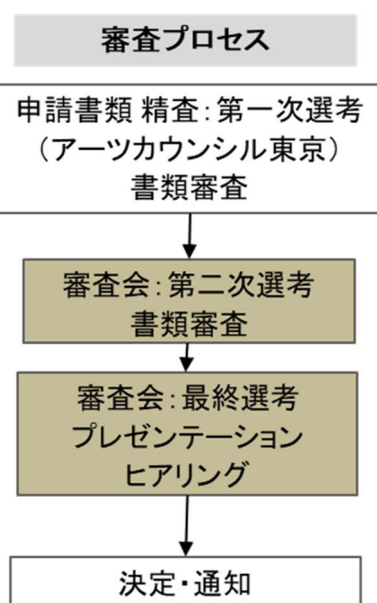 審査プロセス
申請書類 精査：第一次選考
（アーツカウンシル東京）
書類審査
審査会：第二次選考
書類審査
審査会：最終選考
プレゼンテーション
ヒアリング
決定・通知